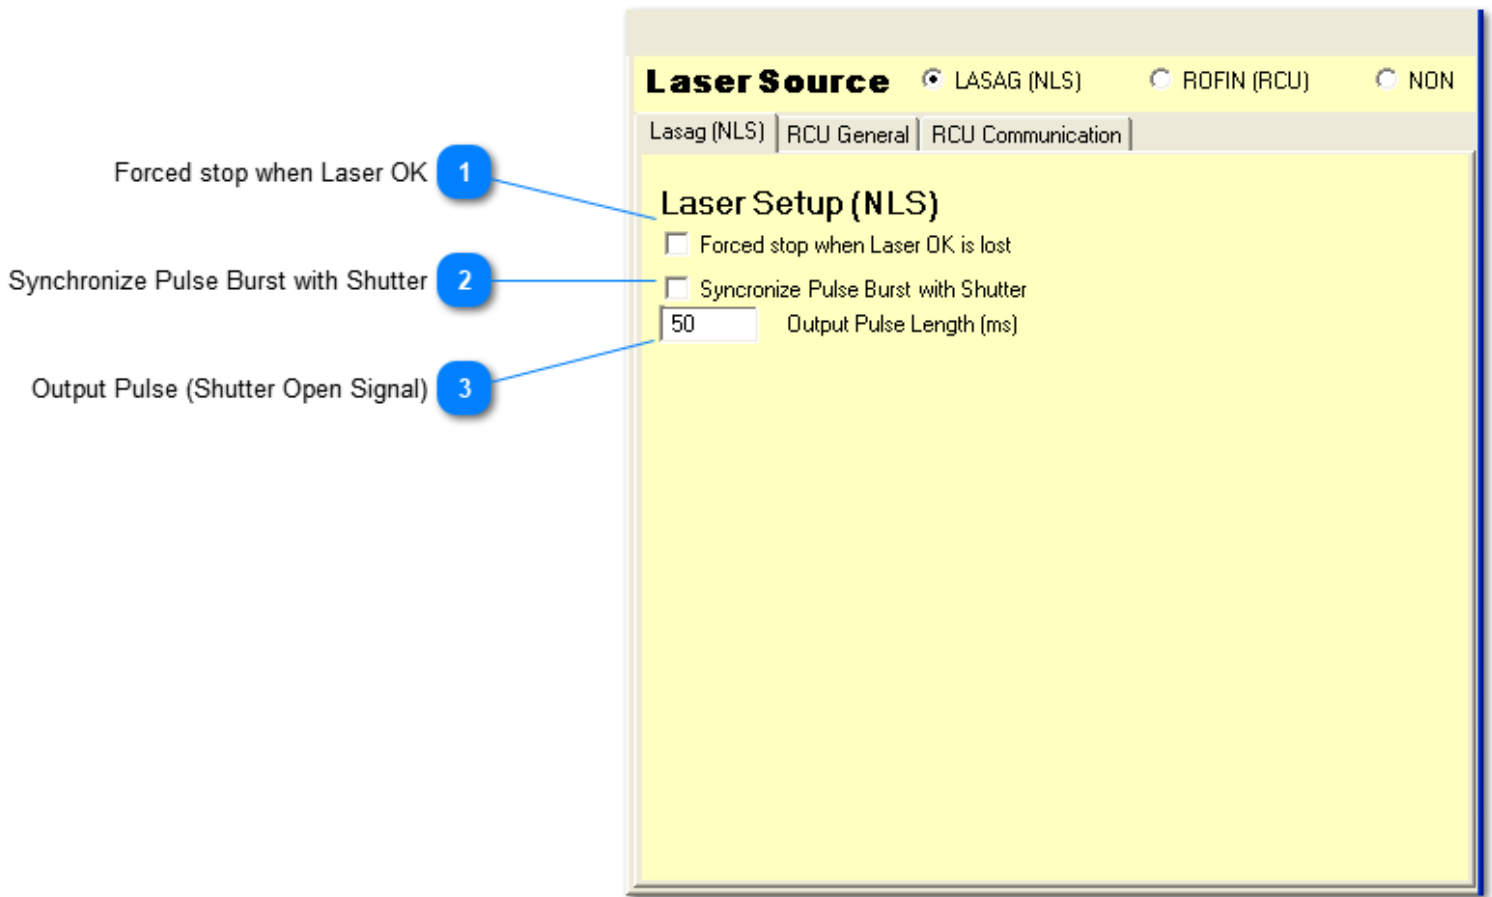 Laser Source LASAG (NLS) ROFIN (RCU) NON
Lasag (NLS) RCU General RCU Communication
Forced stop when Laser OK 1
Laser Setup (NLS)
Forced stop when Laser OK is lost
Synchronize Pulse Burst with Shutter 2
Syncronize Pulse Burst with Shutter
50 Output Pulse Length (ms)
Output Pulse (Shutter Open Signal) 3